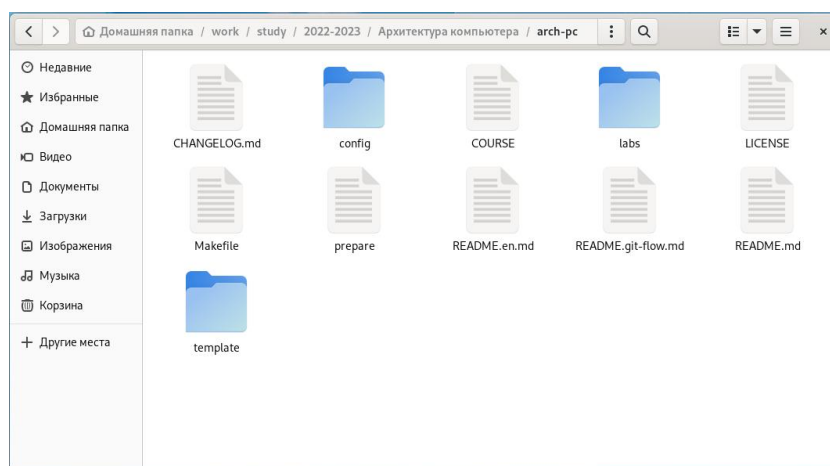 Домашняя папка / work / study / 2022-2023 / Архитектура компьютера / arch-pc
Недавние
Избранные
Домашняя папка
Видео
Документы
Загрузки
Изображения
Музыка
Корзина
Другие места
CHANGELOG.md config COURSE labs LICENSE
Makefile prepare README.en.md README.git-flow.md README.md
template